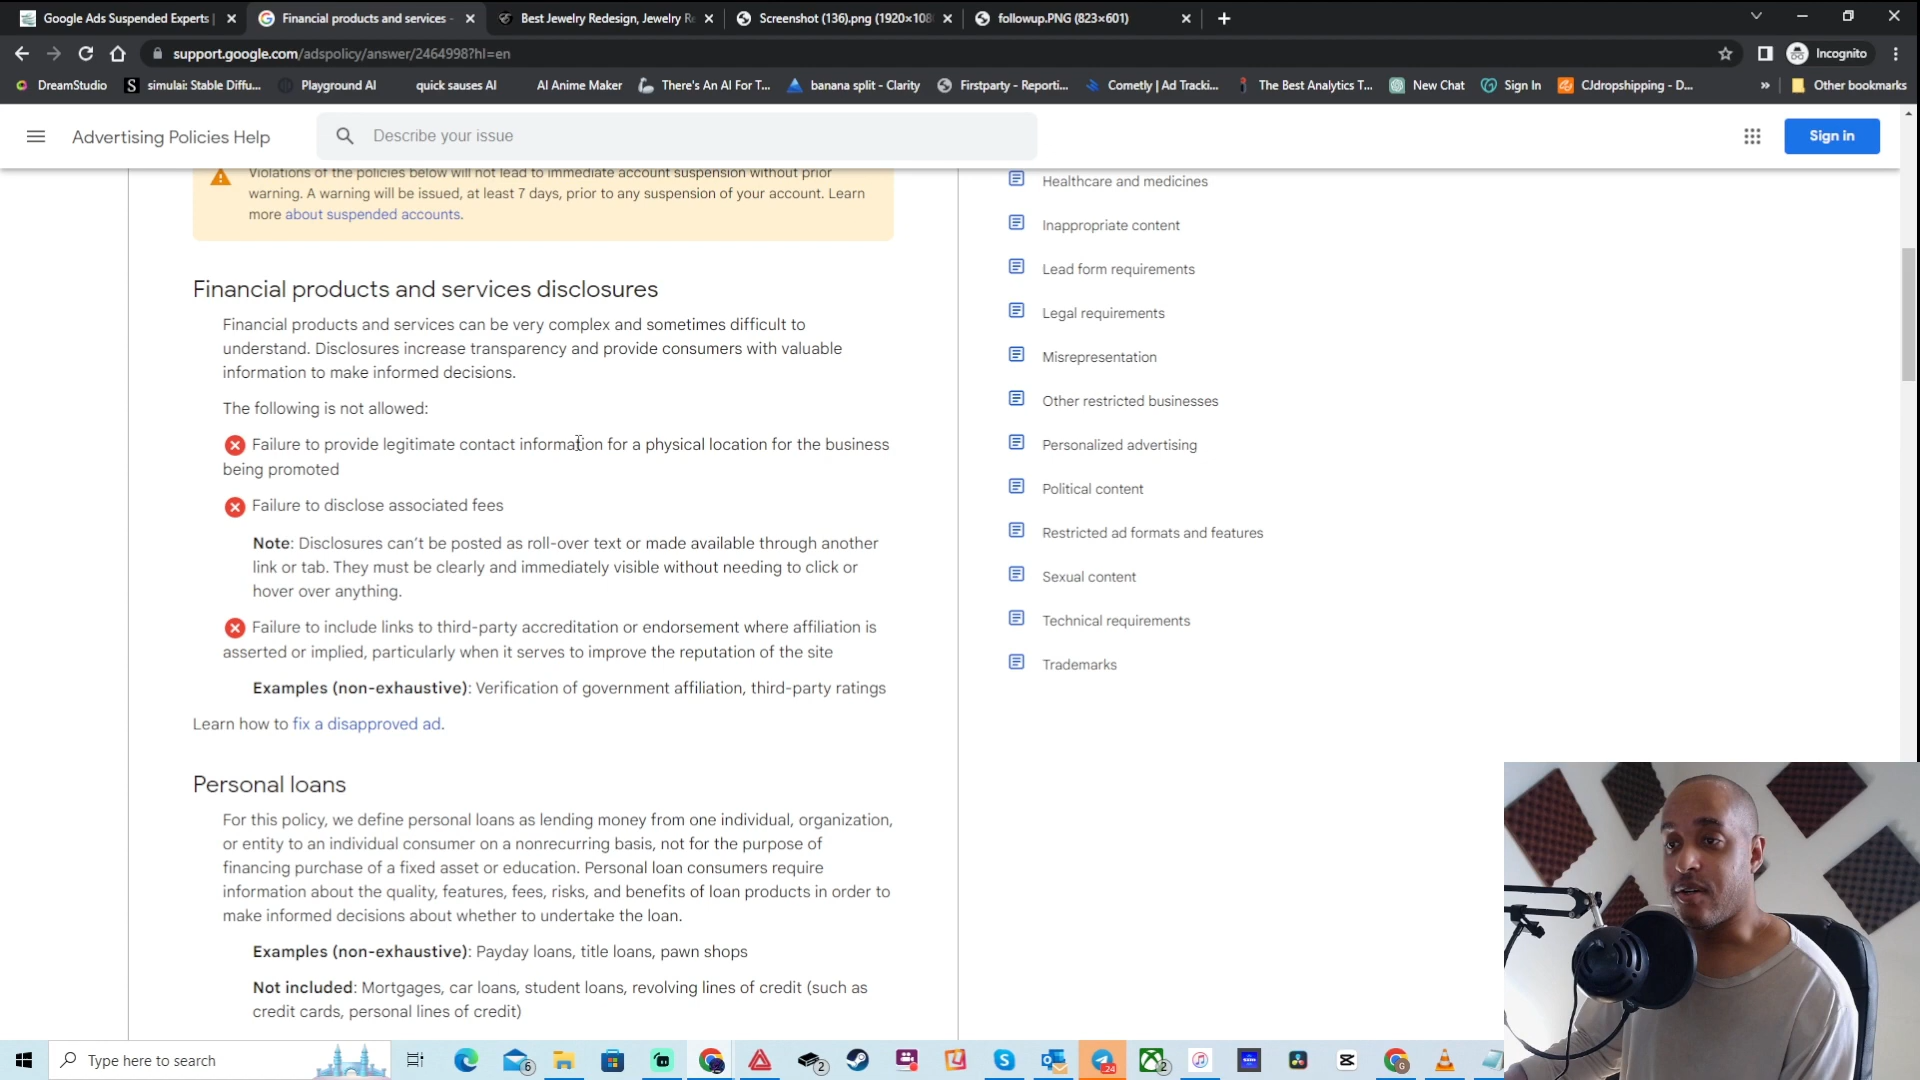 Google Ads Suspended Experts |
Financial products and services -
Best Jewelry Redesign, Jewelry Re
Screenshot (136).png (1920×108
followup.PNG (823×601)
support.google.com/adspolicy/answer/2464998?hl=en
Incognito
DreamStudio
simulai: Stable Diffu...
Playground AI
quick sauses AI
AI Anime Maker
There's An AI For T...
banana split - Clarity
Firstparty - Reporti...
Cometly | Ad Tracki...
The Best Analytics T...
New Chat
Sign In
CJdropshipping - D...
»
Other bookmarks
Advertising Policies Help
Describe your issue
Sign in
Violations of the policies below will not lead to immediate account suspension without prior
warning. A warning will be issued, at least 7 days, prior to any suspension of your account. Learn
more about suspended accounts.
Financial products and services disclosures
Financial products and services can be very complex and sometimes difficult to
understand. Disclosures increase transparency and provide consumers with valuable
information to make informed decisions.
The following is not allowed:
Failure to provide legitimate contact information for a physical location for the business
being promoted
Failure to disclose associated fees
Note: Disclosures can't be posted as roll-over text or made available through another
link or tab. They must be clearly and immediately visible without needing to click or
hover over anything.
Failure to include links to third-party accreditation or endorsement where affiliation is
asserted or implied, particularly when it serves to improve the reputation of the site
Examples (non-exhaustive): Verification of government affiliation, third-party ratings
Learn how to fix a disapproved ad.
Personal loans
For this policy, we define personal loans as lending money from one individual, organization,
or entity to an individual consumer on a nonrecurring basis, not for the purpose of
financing purchase of a fixed asset or education. Personal loan consumers require
information about the quality, features, fees, risks, and benefits of loan products in order to
make informed decisions about whether to undertake the loan.
Examples (non-exhaustive): Payday loans, title loans, pawn shops
Not included: Mortgages, car loans, student loans, revolving lines of credit (such as
credit cards, personal lines of credit)
Healthcare and medicines
Inappropriate content
Lead form requirements
Legal requirements
Misrepresentation
Other restricted businesses
Personalized advertising
Political content
Restricted ad formats and features
Sexual content
Technical requirements
Trademarks
Type here to search
6
2
24
2